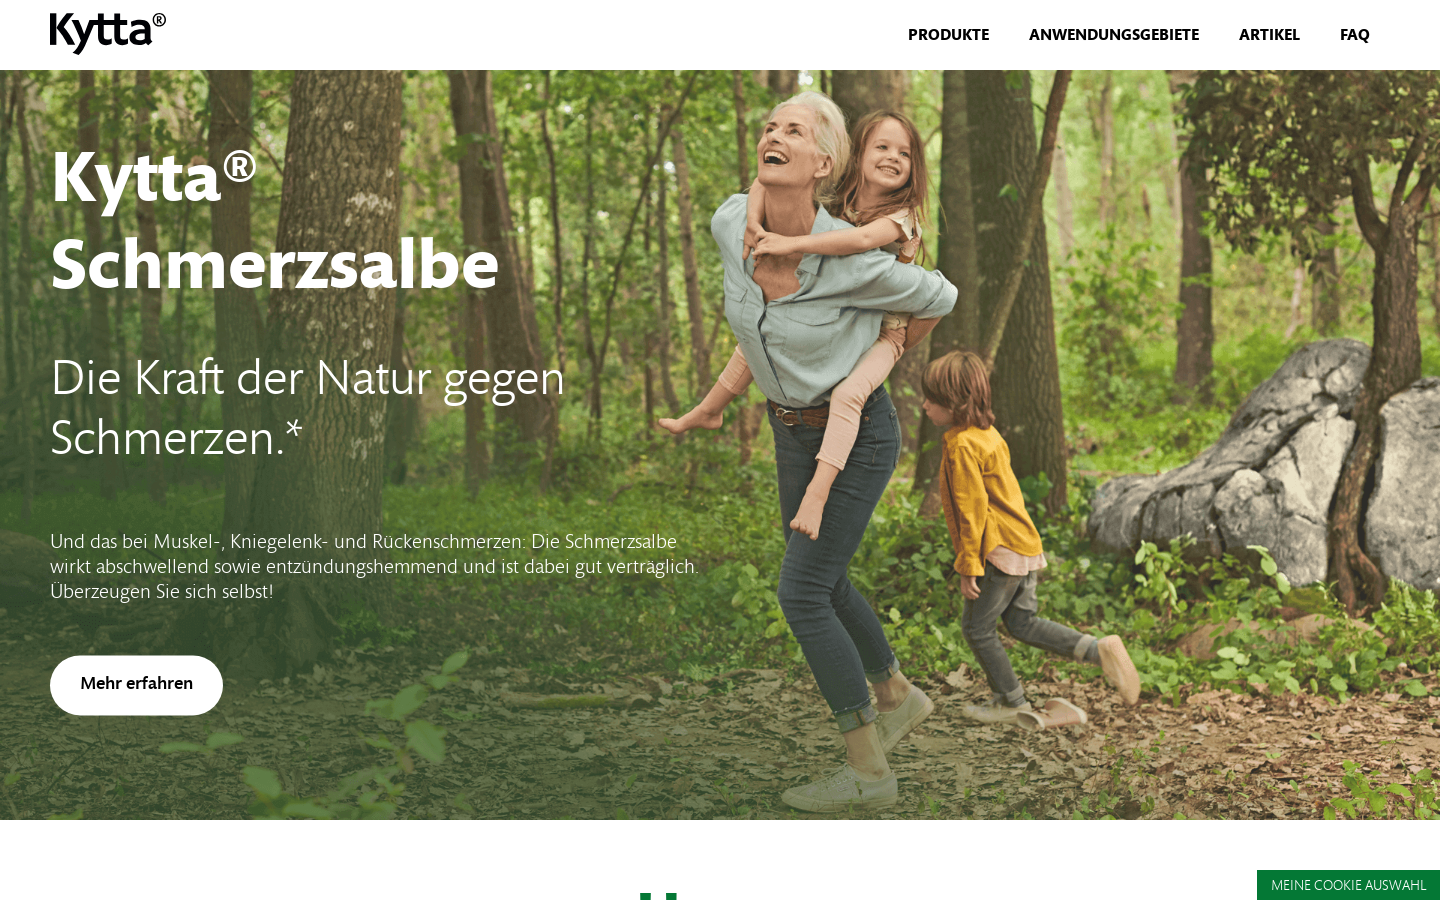 Kytta®
PRODUKTE
ANWENDUNGSGEBIETE
ARTIKEL
FAQ
Kytta®
Schmerzsalbe
Die Kraft der Natur gegen
Schmerzen.*
Und das bei Muskel-, Kniegelenk- und Rückenschmerzen: Die Schmerzsalbe
wirkt abschwellend sowie entzündungshemmend und ist dabei gut verträglich.
Überzeugen Sie sich selbst!
Mehr erfahren
MEINE COOKIE AUSWAHL